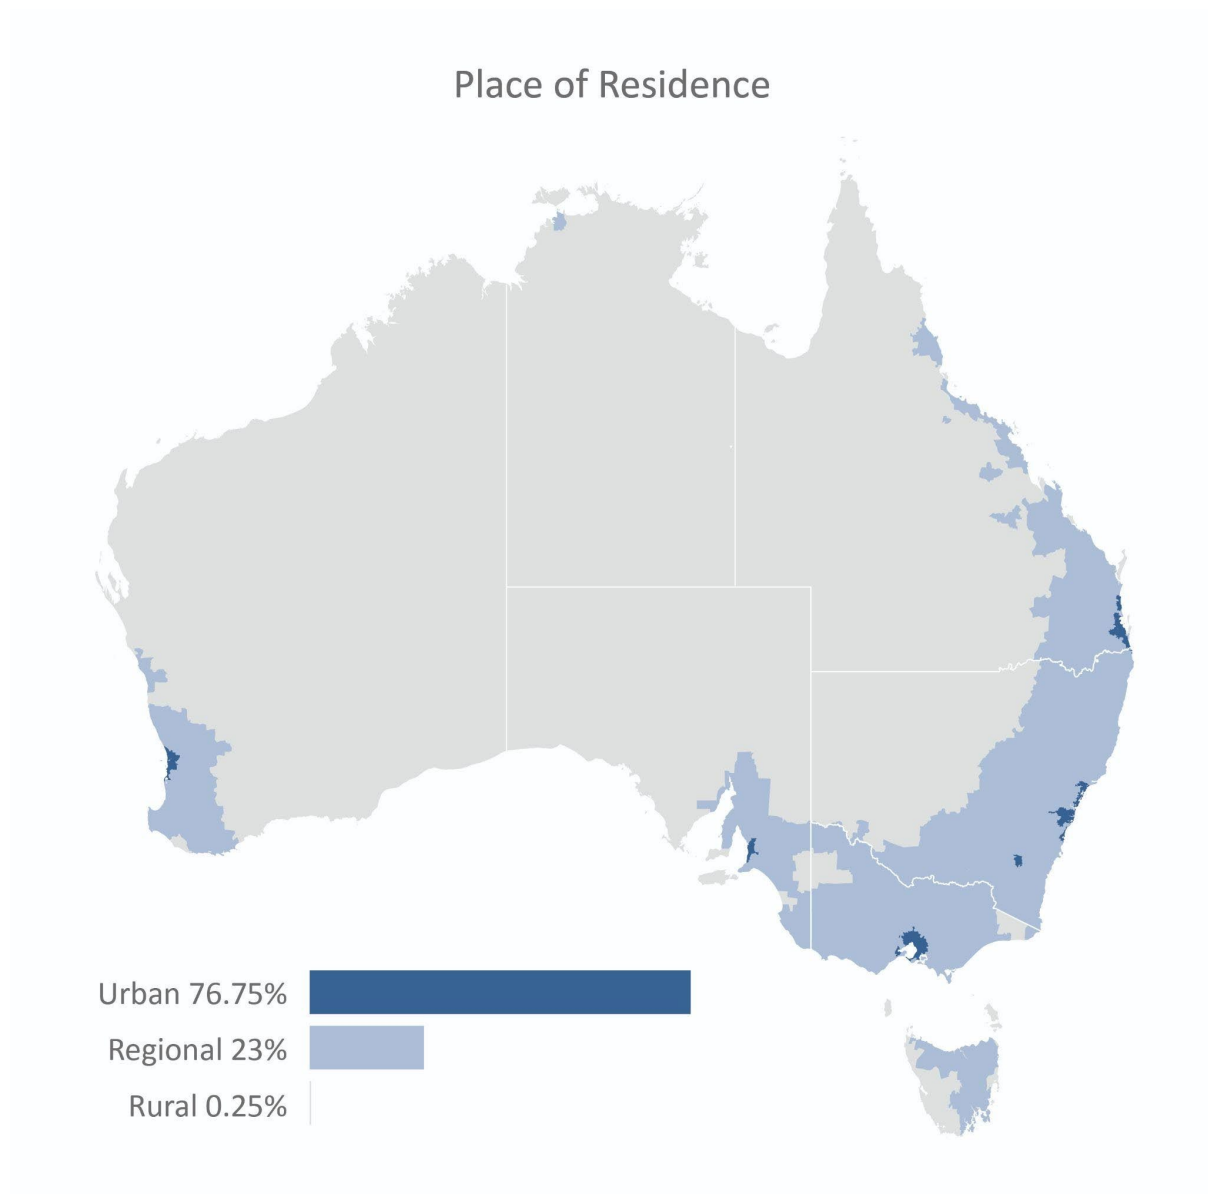 Place of Residence
Urban 76.75%
Regional 23%
Rural 0.25%